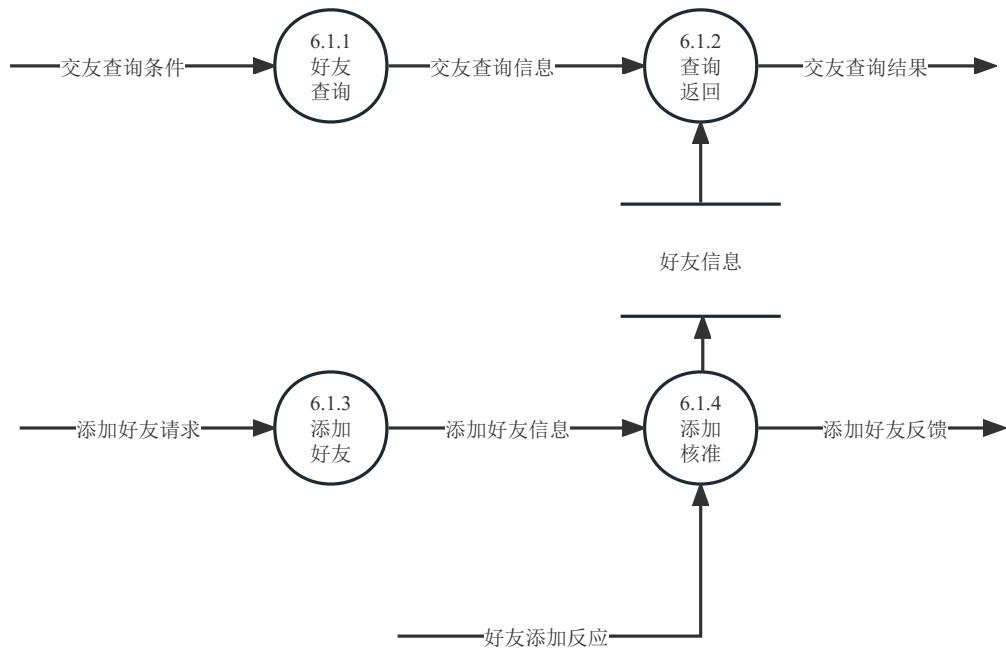 交友查询条件
6.1.1
好友
查询
交友查询信息
6.1.2
查询
返回
交友查询结果
好友信息
添加好友请求
6.1.3
添加
好友
添加好友信息
6.1.4
添加
核准
添加好友反馈
好友添加反应